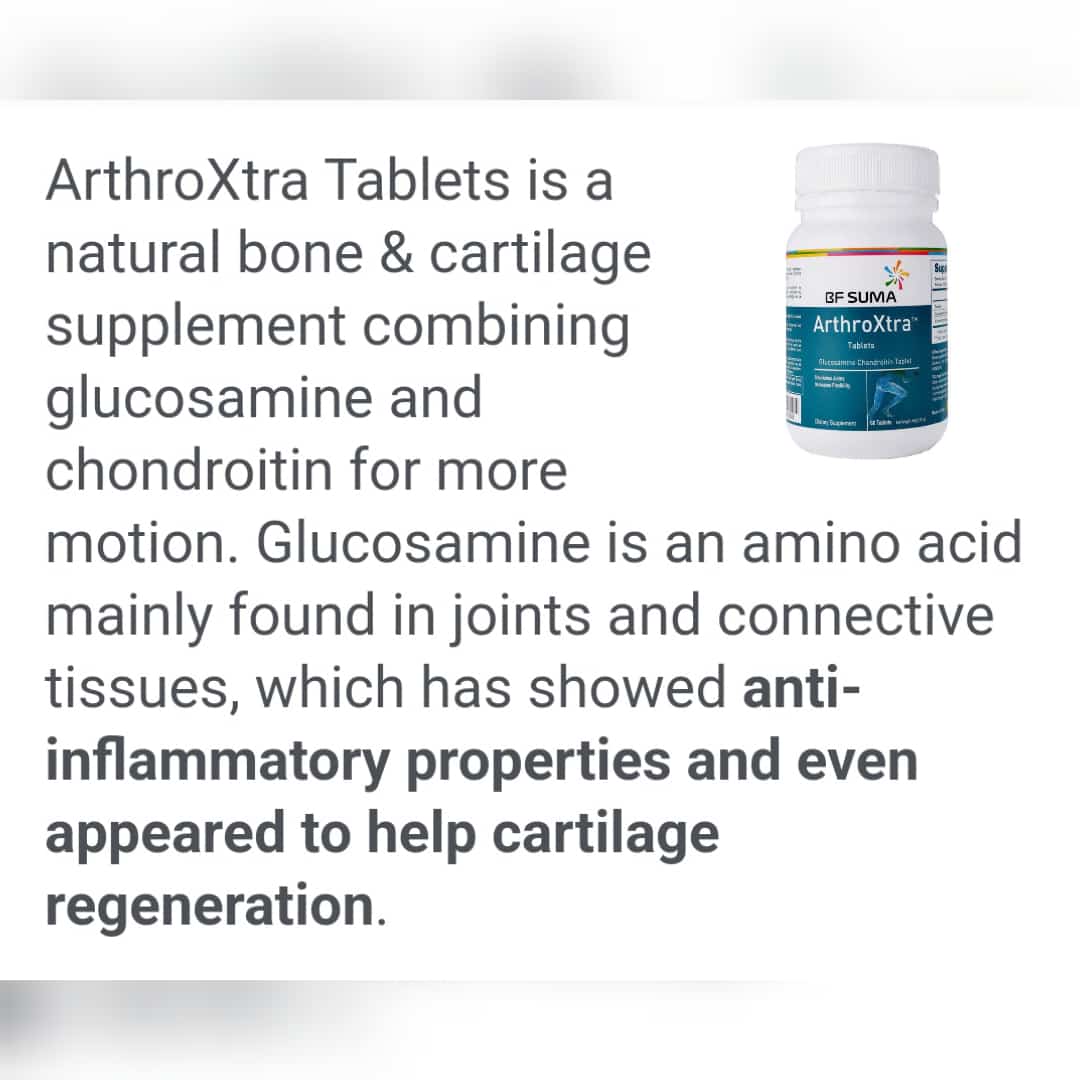 ArthroXtra Tablets is a
natural bone & cartilage
supplement combining
glucosamine and
chondroitin for more
motion. Glucosamine is an amino acid
mainly found in joints and connective
tissues, which has showed anti-
inflammatory properties and even
appeared to help cartilage
regeneration.
BF SUMA
ArthroXtra™
Tablets
Glucosamine Chondroitin Tablet
Dietary Supplement
60 Tablets